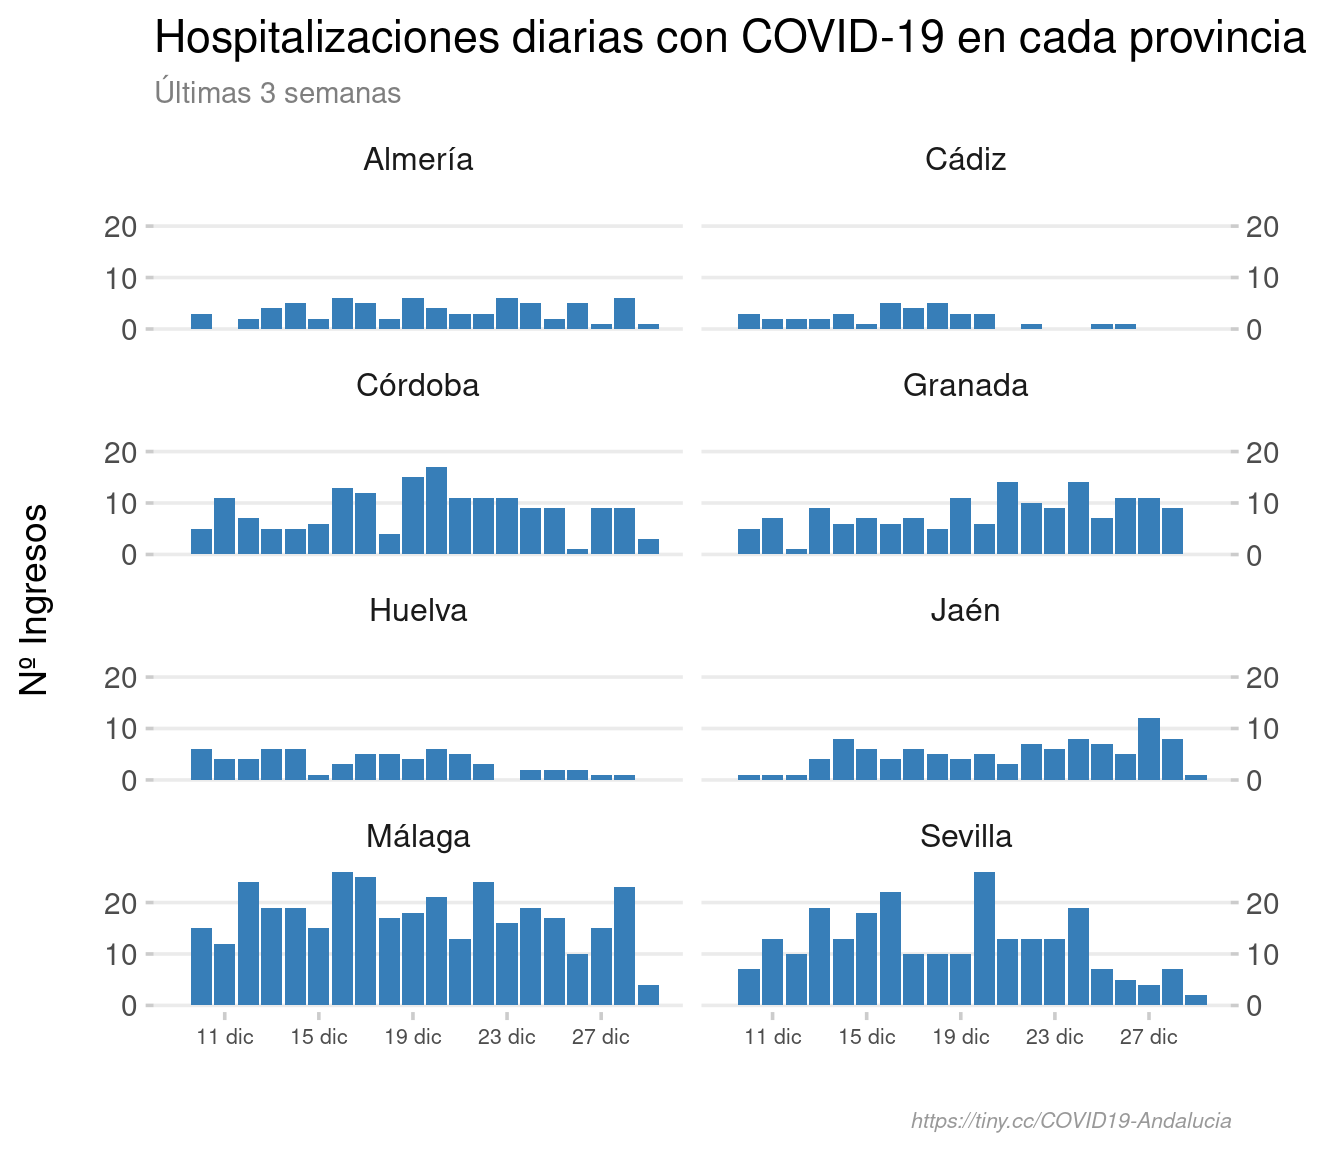 Hospitalizaciones diarias con COVID-19 en cada provincia
Últimas 3 semanas
Nº Ingresos
Almería
Cádiz
20
20
10
10
0
0
Córdoba
Granada
20
20
10
10
0
0
Huelva
Jaén
20
20
10
10
0
0
Málaga
Sevilla
20
20
10
10
0
0
11 dic 15 dic 19 dic 23 dic 27 dic
11 dic 15 dic 19 dic 23 dic 27 dic
https://tiny.cc/COVID19-Andalucia